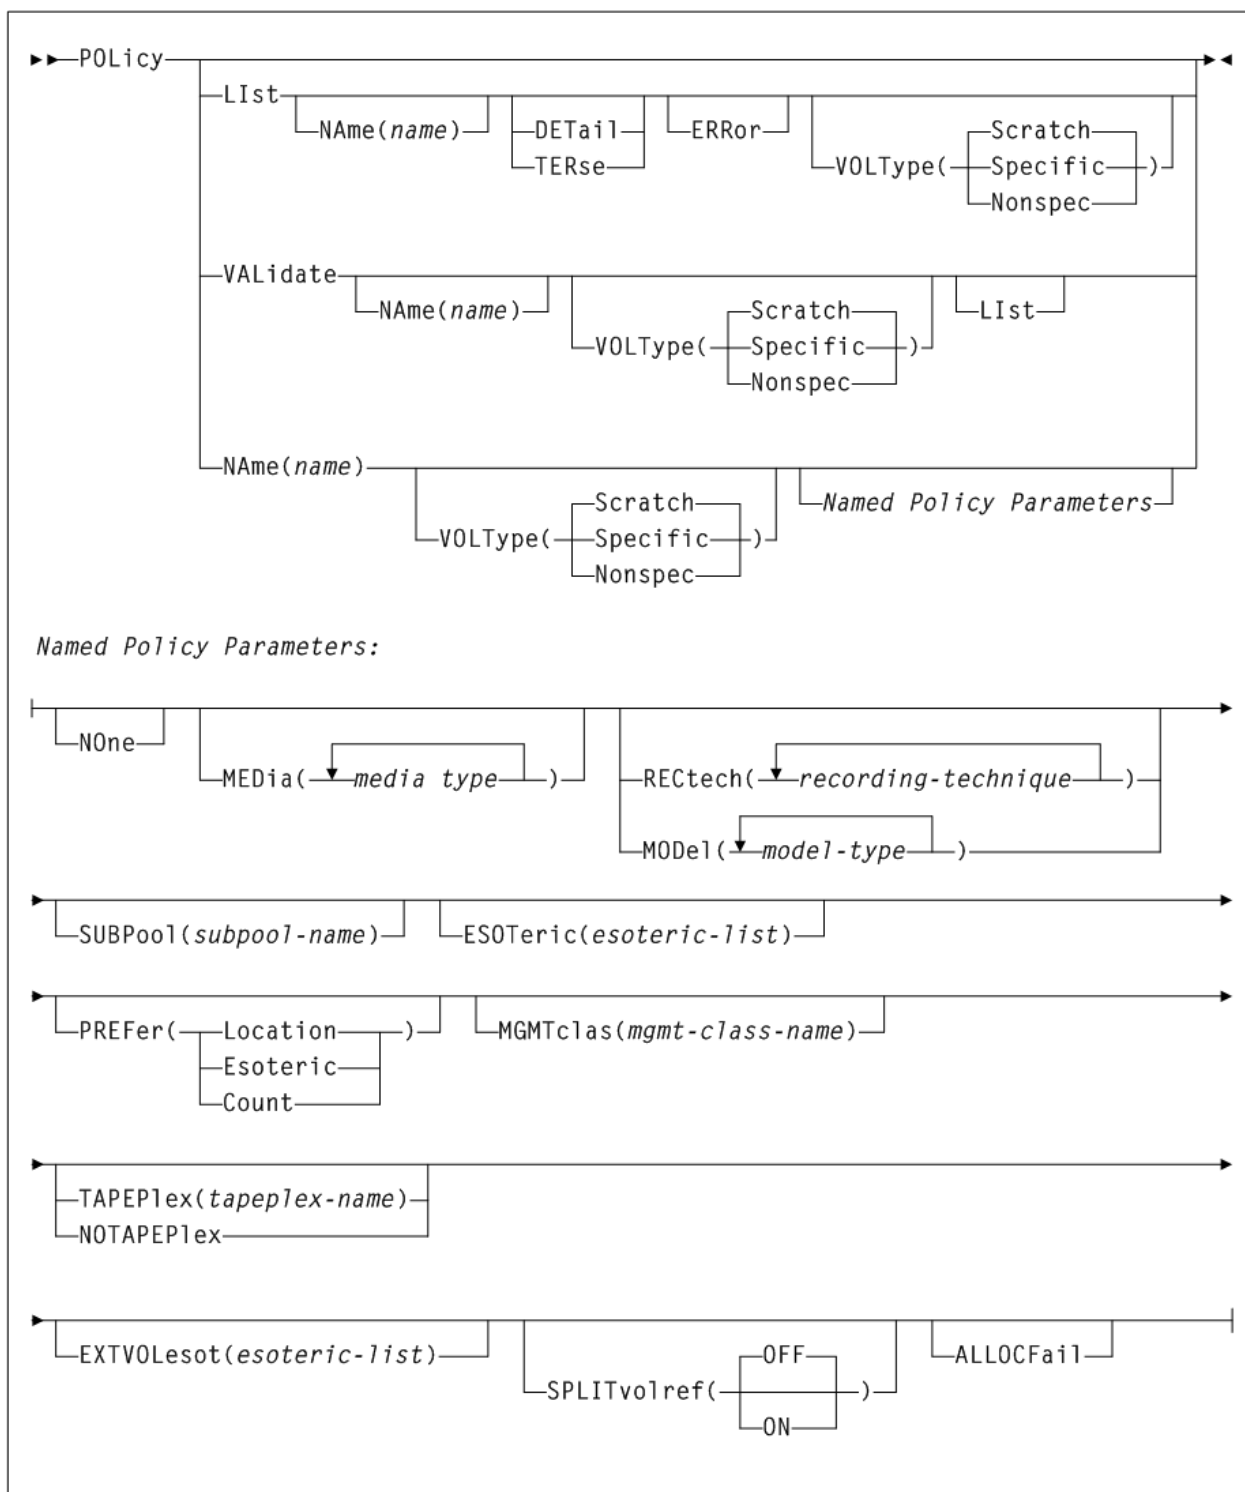 POLicy
LIst
NAme(name)
DETail
TERse
ERRor
VOLType(
Scratch
Specific
Nonspec
)
VALidate
NAme(name)
VOLType(
Scratch
Specific
Nonspec
)
LIst
NAme(name)
VOLType(
Scratch
Specific
Nonspec
)
Named Policy Parameters
Named Policy Parameters:
NOne
MEDia( media type )
RECtech( recording-technique )
MODel( model-type )
SUBPool(subpool-name)
ESOTeric(esoteric-list)
PREFer(
Location
Esoteric
Count
)
MGMTclas(mgmt-class-name)
TAPEPlex(tapeplex-name)
NOTAPEPlex
EXTVOLesot(esoteric-list)
SPLITvolref(
OFF
ON
)
ALLOCFail